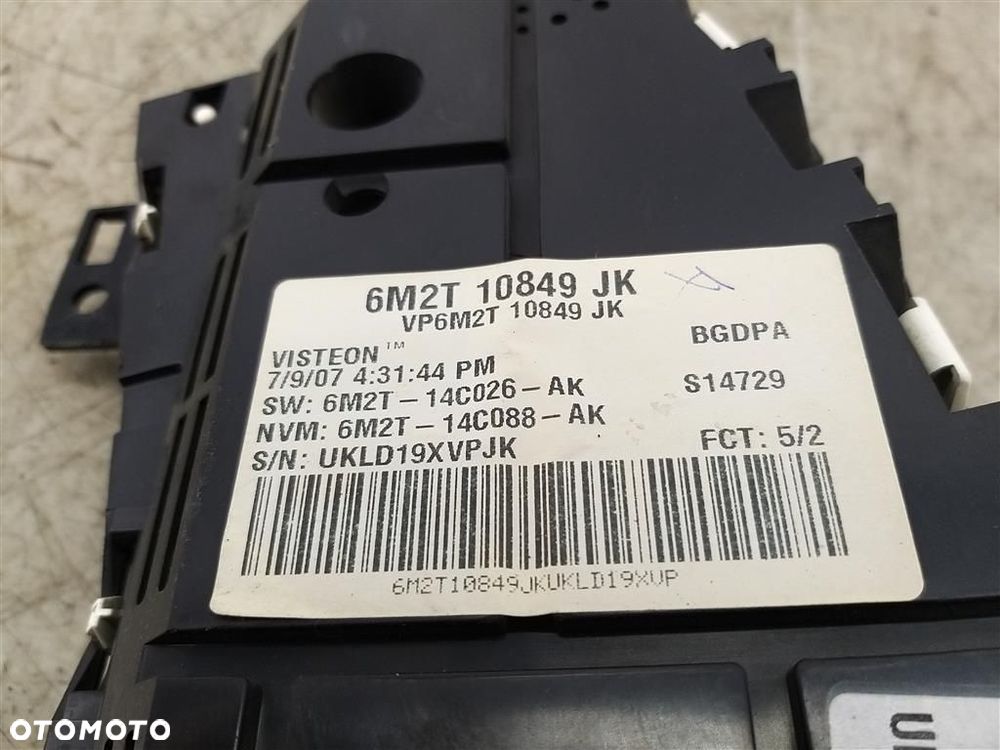 6M2T 10849 JK
VP6M2T 10849 JK
BGDPA
VISTEON™
7/9/07 4:31:44 PM
SW: 6M2T-14C026-AK
S14729
NVM: 6M2T-14C088-AK
S/N: UKLD19XVPJK
FCT: 5/2
6M2T10849JKUKLD19XVP
OTOMOTO